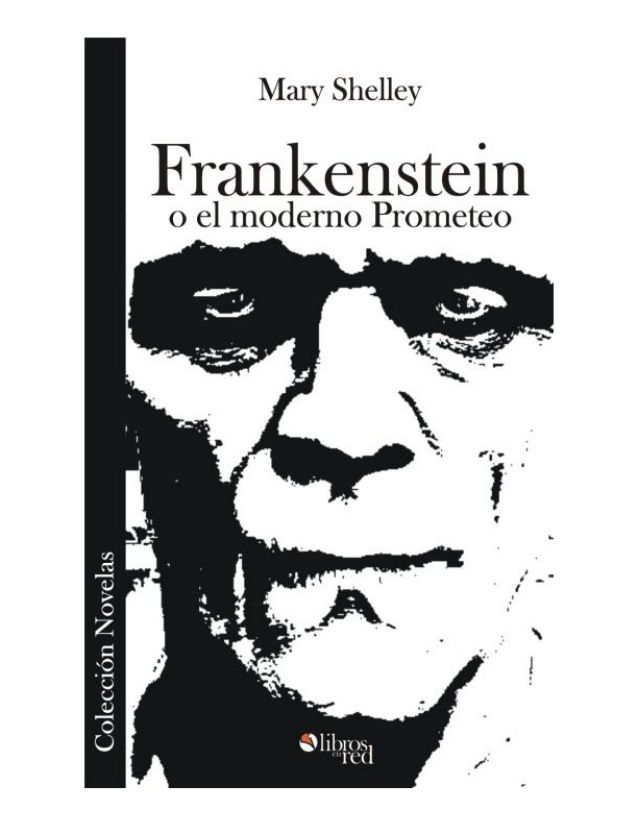 Mary Shelley
Frankenstein
o el moderno Prometeo
Colección Novelas
libros
en
red